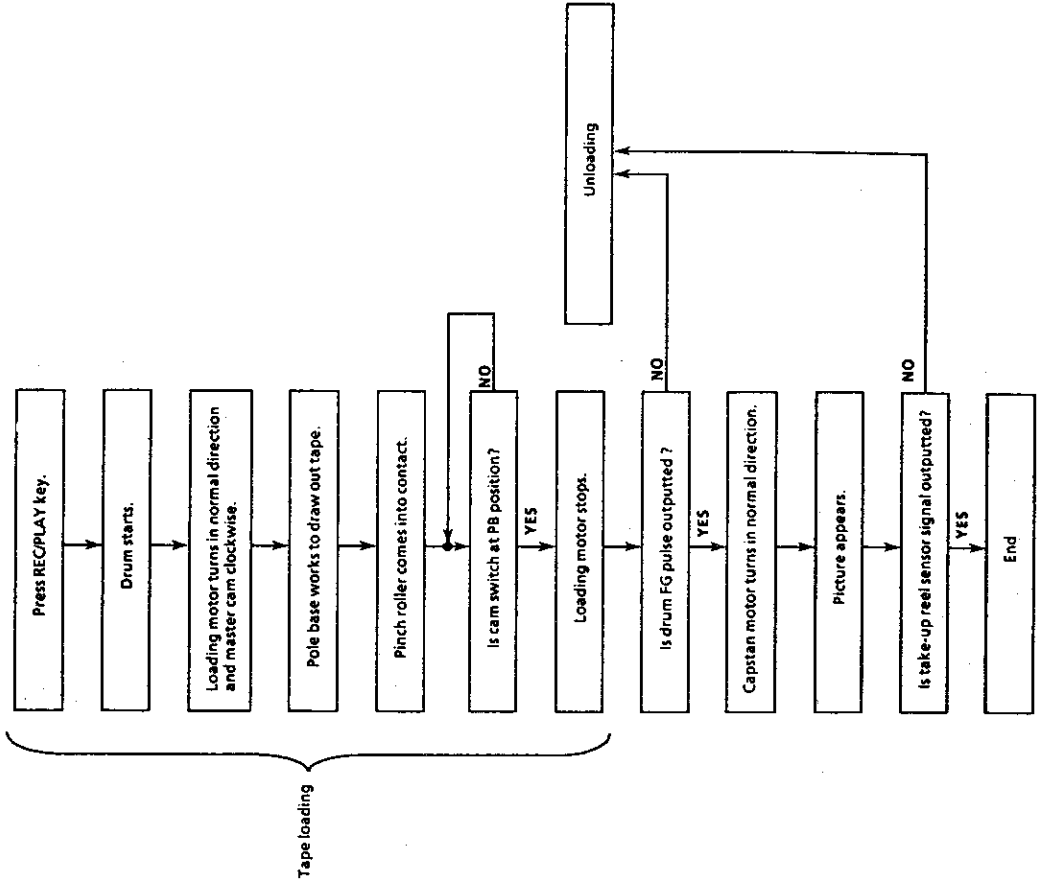 Press REC/PLAY key.
Drum starts.
Loading motor turns in normal direction
and master cam clockwise.
Pole base works to draw out tape.
Pinch roller comes into contact.
Is cam switch at PB position?
NO
YES
Loading motor stops.
Tape loading
Is drum FG pulse outputted ?
NO
YES
Capstan motor turns in normal direction.
Picture appears.
Is take-up reel sensor signal outputted?
NO
YES
End
Unloading